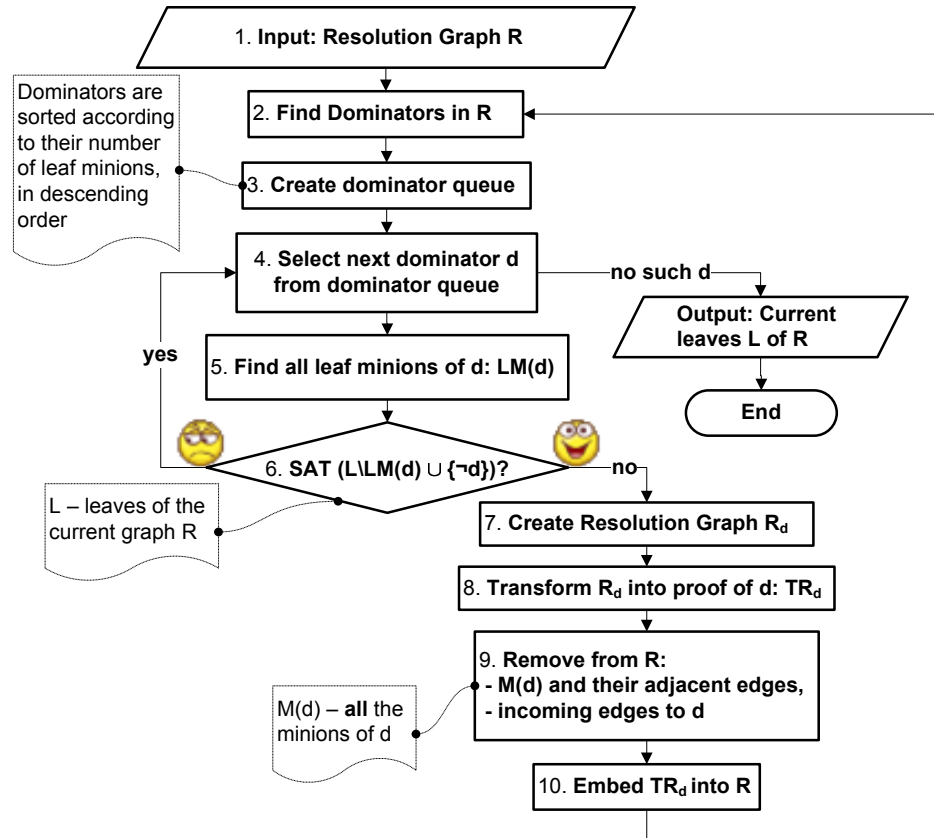 1. Input: Resolution Graph R
Dominators are
sorted according
to their number
of leaf minions,
in descending
order
2. Find Dominators in R
3. Create dominator queue
4. Select next dominator d
from dominator queue
no such d
Output: Current
leaves L of R
End
yes
5. Find all leaf minions of d: LM(d)
6. SAT (L\LM(d) ∪ {¬d})?
no
L – leaves of the
current graph R
7. Create Resolution Graph R_d
8. Transform R_d into proof of d: TR_d
9. Remove from R:
- M(d) and their adjacent edges,
- incoming edges to d
M(d) – all the
minions of d
10. Embed TR_d into R